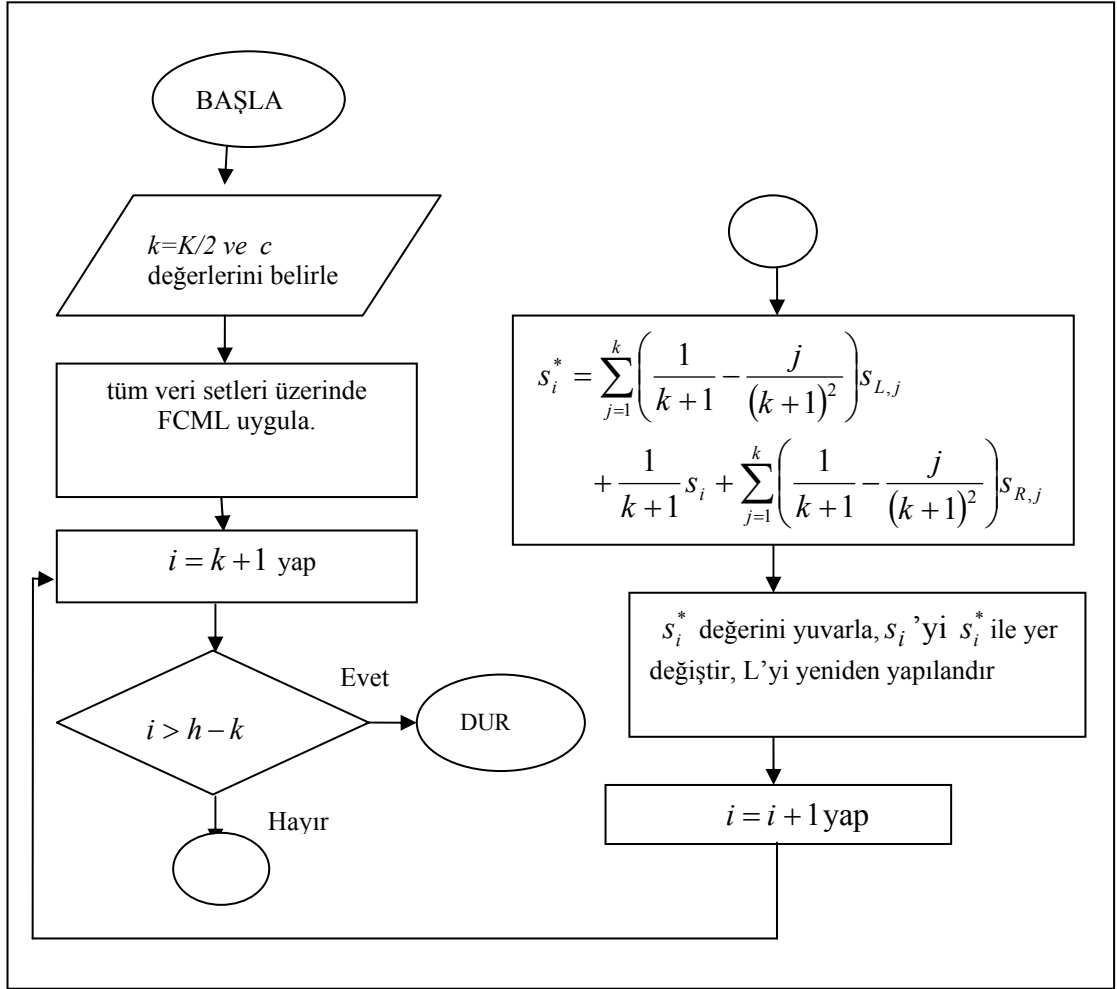 BAŞLA
k=K/2 ve c
değerlerini belirle
tüm veri setleri üzerinde
FCML uygula.
i = k + 1 yap
Evet
i > h − k
DUR
Hayır
s_i^* = \sum_{j=1}^{k} \left( \frac{1}{k+1} - \frac{j}{(k+1)^2} \right) s_{L,j}
+ \frac{1}{k+1} s_i + \sum_{j=1}^{k} \left( \frac{1}{k+1} - \frac{j}{(k+1)^2} \right) s_{R,j}
s_i^* değerini yuvarla, s_i ’yi s_i^* ile yer
değiştir, L’yi yeniden yapılandır
i = i + 1 yap